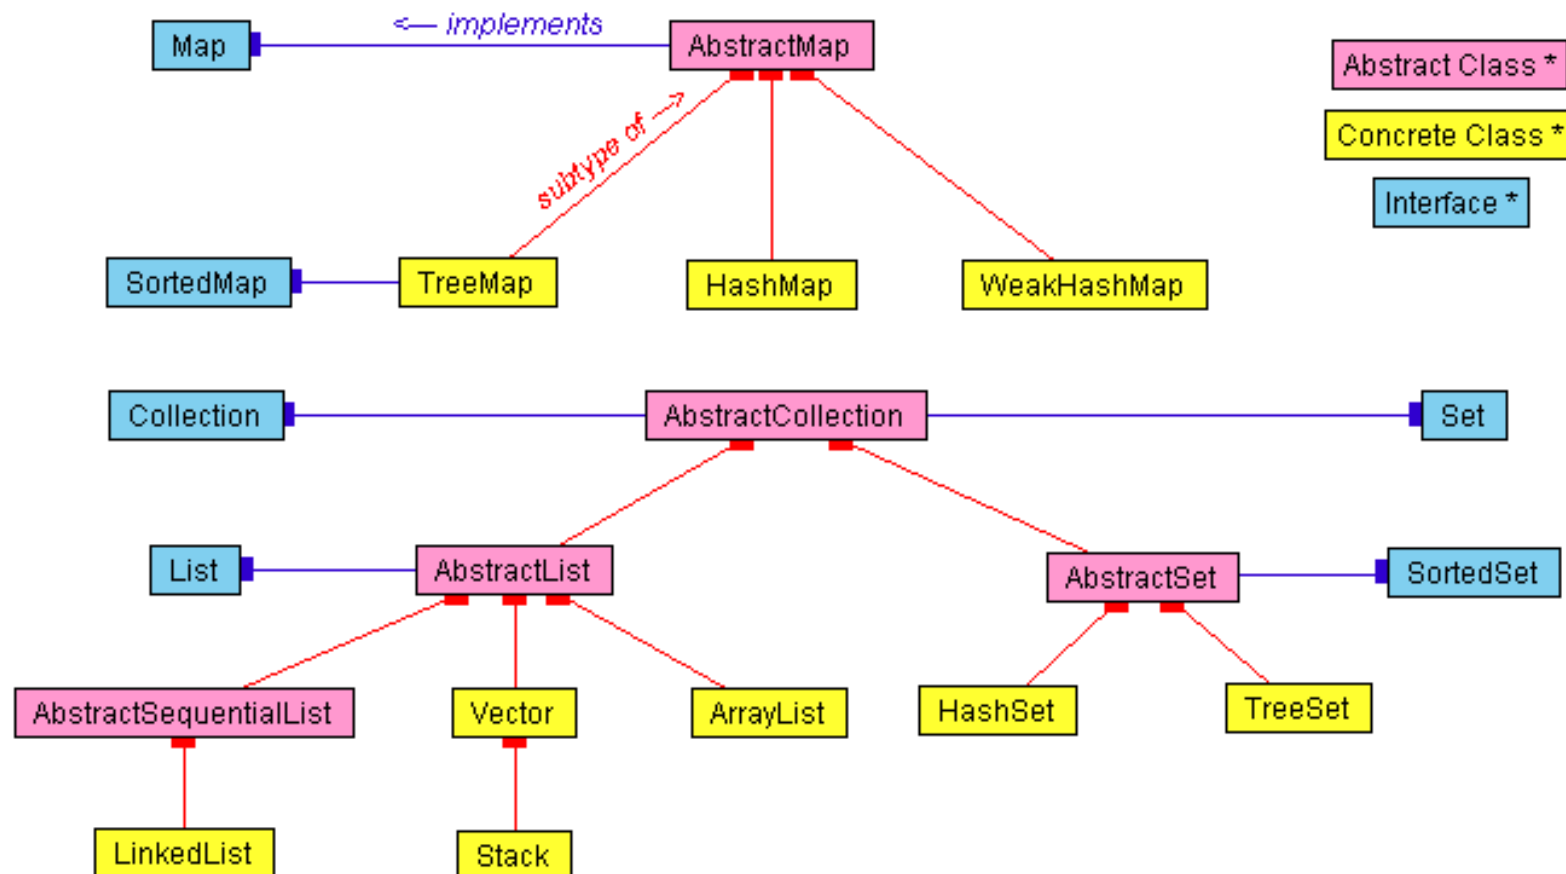 <— implements
Map
AbstractMap
Abstract Class *
Concrete Class *
subtype of —>
Interface *
SortedMap
TreeMap
HashMap
WeakHashMap
Collection
AbstractCollection
Set
List
AbstractList
AbstractSet
SortedSet
AbstractSequentialList
Vector
ArrayList
HashSet
TreeSet
LinkedList
Stack